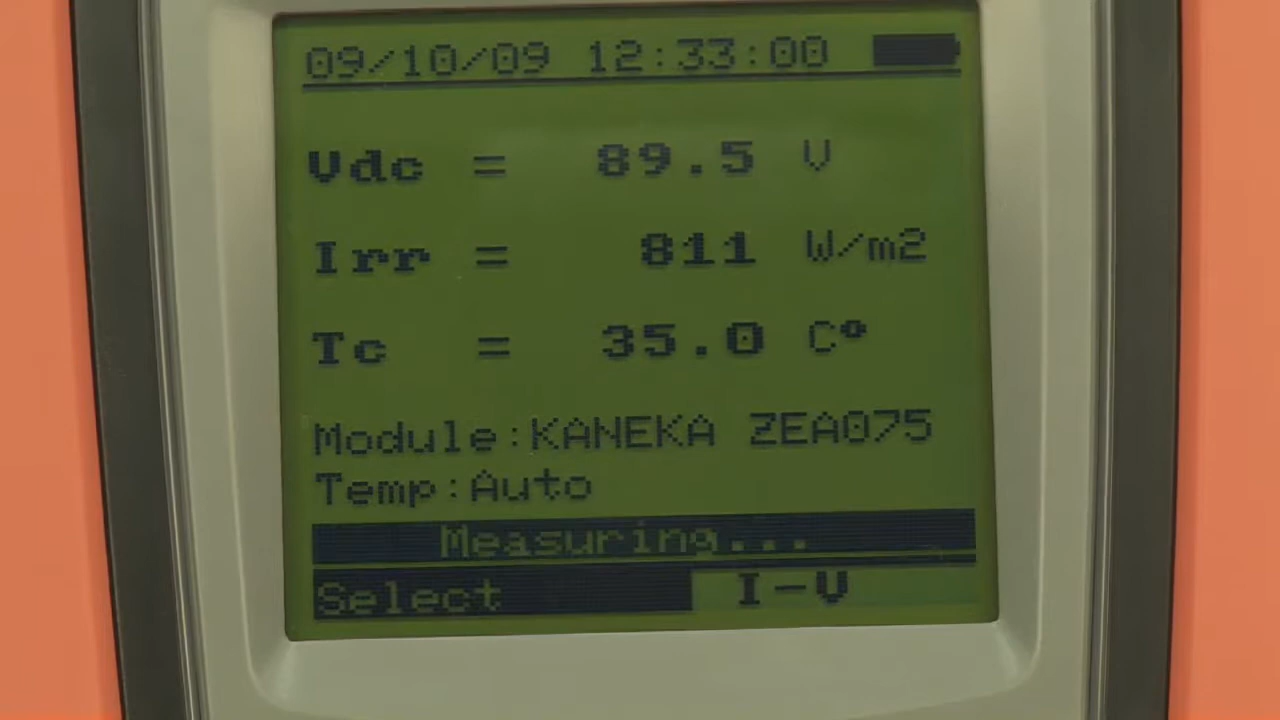 09/10/09 12:33:00
Vdc = 89.5 V
Irr = 811 W/m2
Tc = 35.0 Cº
Module:KANEKA ZEA075
Temp:Auto
Measuring...
Select I-V